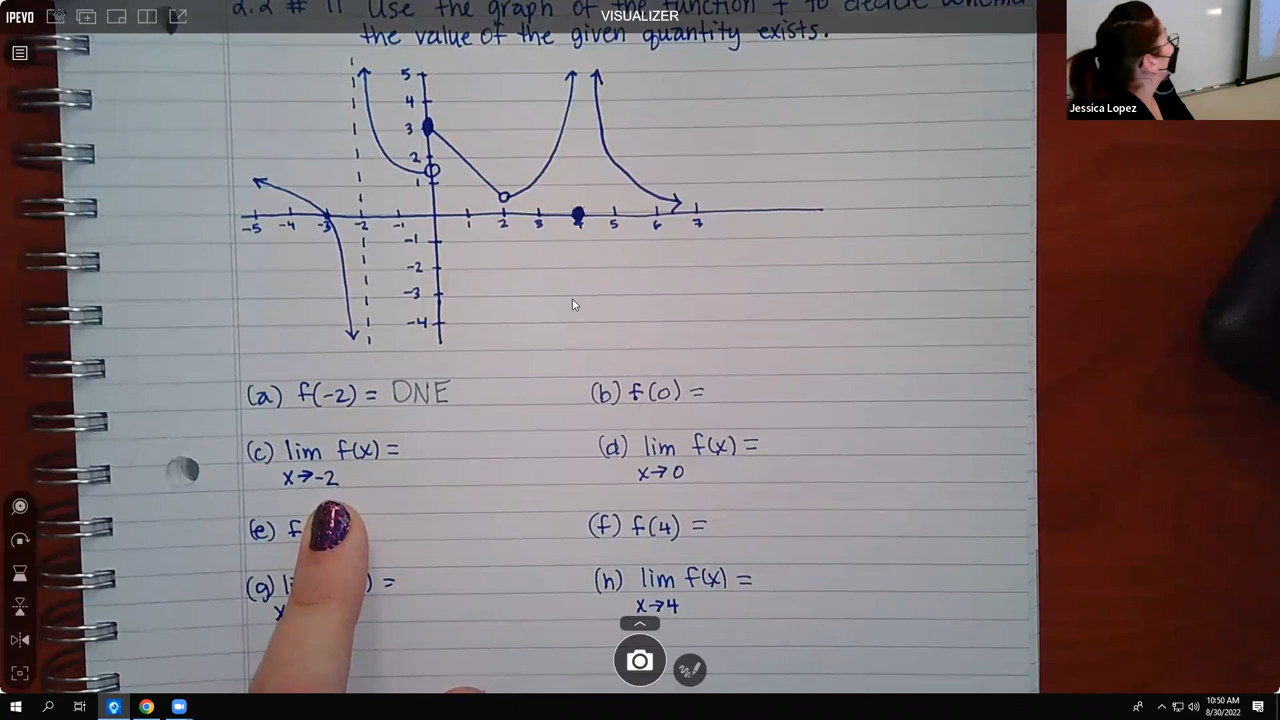 IPEVO
VISUALIZER
2.2 # 11 Use the graph of the function f to decide
the value of the given quantity exists.
Jessica Lopez
5
4
3
2
1
-5 -4 -3 -2 -1 1 2 3 4 5 6 7
-1
-2
-3
-4
(a) f(-2) = DNE (b) f(0) =
(c) lim f(x) = (d) lim f(x) =
x→-2 x→0
(e) f (f) f(4) =
(g) li ) = (h) lim f(x) =
x x→4
10:50 AM
8/30/2022